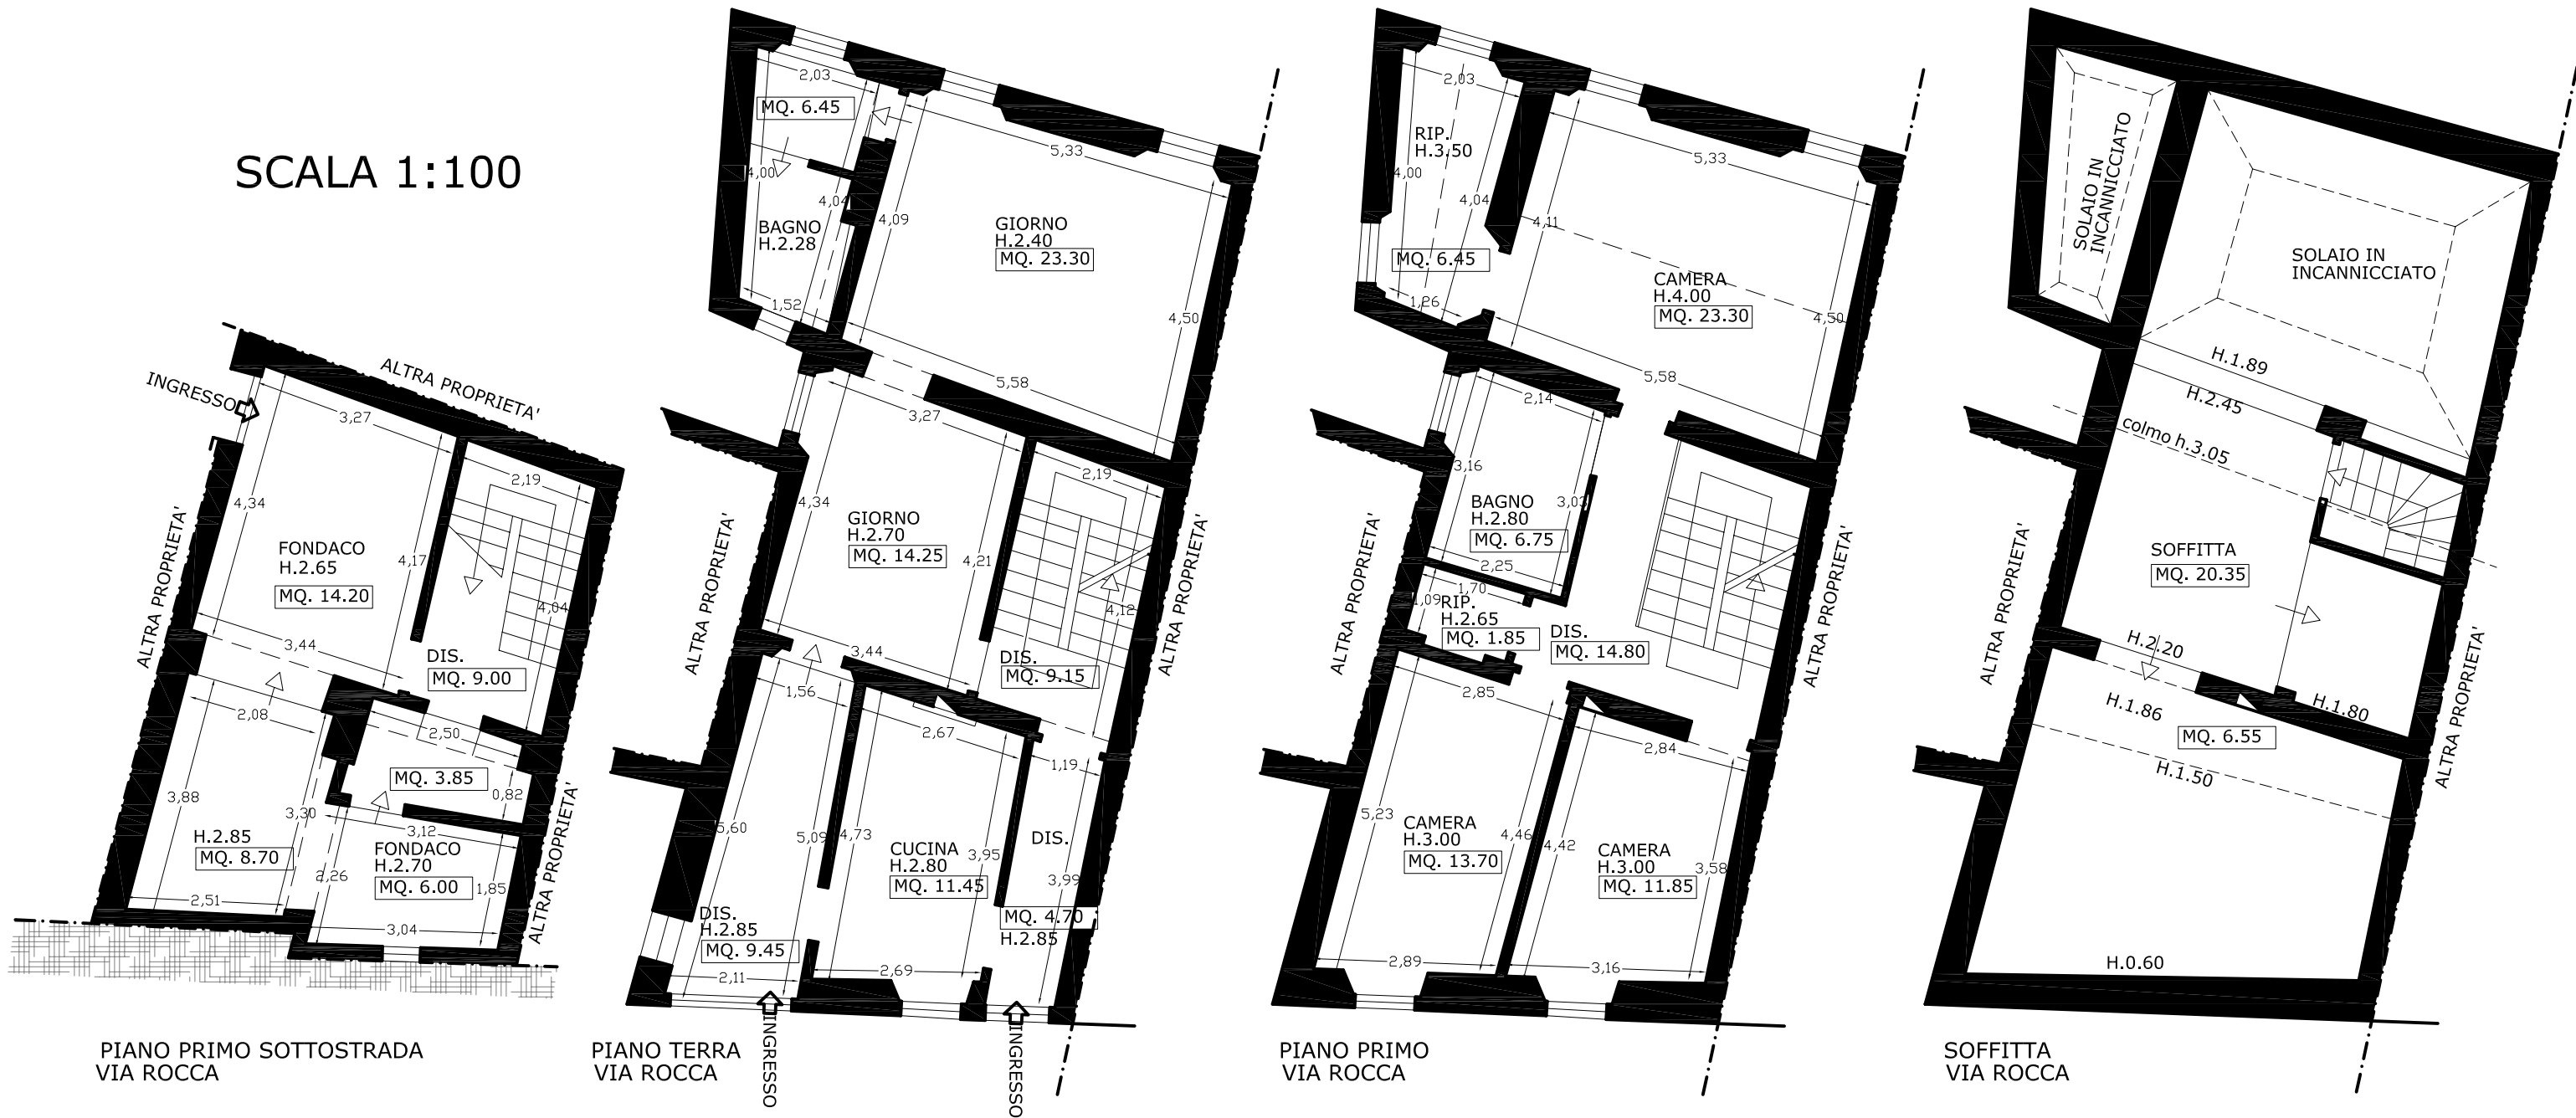 SCALA 1:100
INGRESSO
ALTRA PROPRIETA'
3,27
2,19
4,34
ALTRA PROPRIETA'
FONDACO
H.2.65
MQ. 14.20
4,17
4,04
3,44
DIS.
MQ. 9.00
2,08
2,50
MQ. 3.85
0,82
3,88
3,30
3,12
H.2.85
MQ. 8.70
FONDACO
H.2.70
MQ. 6.00
2,26
1,85
2,51
3,04
ALTRA PROPRIETA'
PIANO PRIMO SOTTOSTRADA
VIA ROCCA
2,03
MQ. 6.45
4,00
4,04
4,09
BAGNO
H.2.28
1,52
5,33
GIORNO
H.2.40
MQ. 23.30
4,50
5,58
3,27
2,19
4,34
GIORNO
H.2.70
MQ. 14.25
4,21
4,12
ALTRA PROPRIETA'
ALTRA PROPRIETA'
3,44
DIS.
MQ. 9.15
1,56
2,67
1,19
5,60
5,09
4,73
CUCINA
H.2.80
MQ. 11.45
3,95
DIS.
3,99
MQ. 4.70
H.2.85
DIS.
H.2.85
MQ. 9.45
2,11
2,69
INGRESSO
INGRESSO
PIANO TERRA
VIA ROCCA
2,03
RIP.
H.3.50
4,00
4,04
4,11
MQ. 6.45
1,26
5,33
CAMERA
H.4.00
MQ. 23.30
4,50
5,58
2,14
3,16
BAGNO
H.2.80
MQ. 6.75
3,03
2,25
1,70
1,09
RIP.
H.2.65
MQ. 1.85
DIS.
MQ. 14.80
ALTRA PROPRIETA'
ALTRA PROPRIETA'
2,85
2,84
5,23
CAMERA
H.3.00
MQ. 13.70
4,46
4,42
CAMERA
H.3.00
MQ. 11.85
3,58
2,89
3,16
PIANO PRIMO
VIA ROCCA
SOLAIO IN
INCANNICCIATO
SOLAIO IN
INCANNICCIATO
H.1.89
H.2.45
colmo h.3.05
SOFFITTA
MQ. 20.35
ALTRA PROPRIETA'
ALTRA PROPRIETA'
H.2.20
H.1.80
H.1.86
MQ. 6.55
H.1.50
H.0.60
SOFFITTA
VIA ROCCA